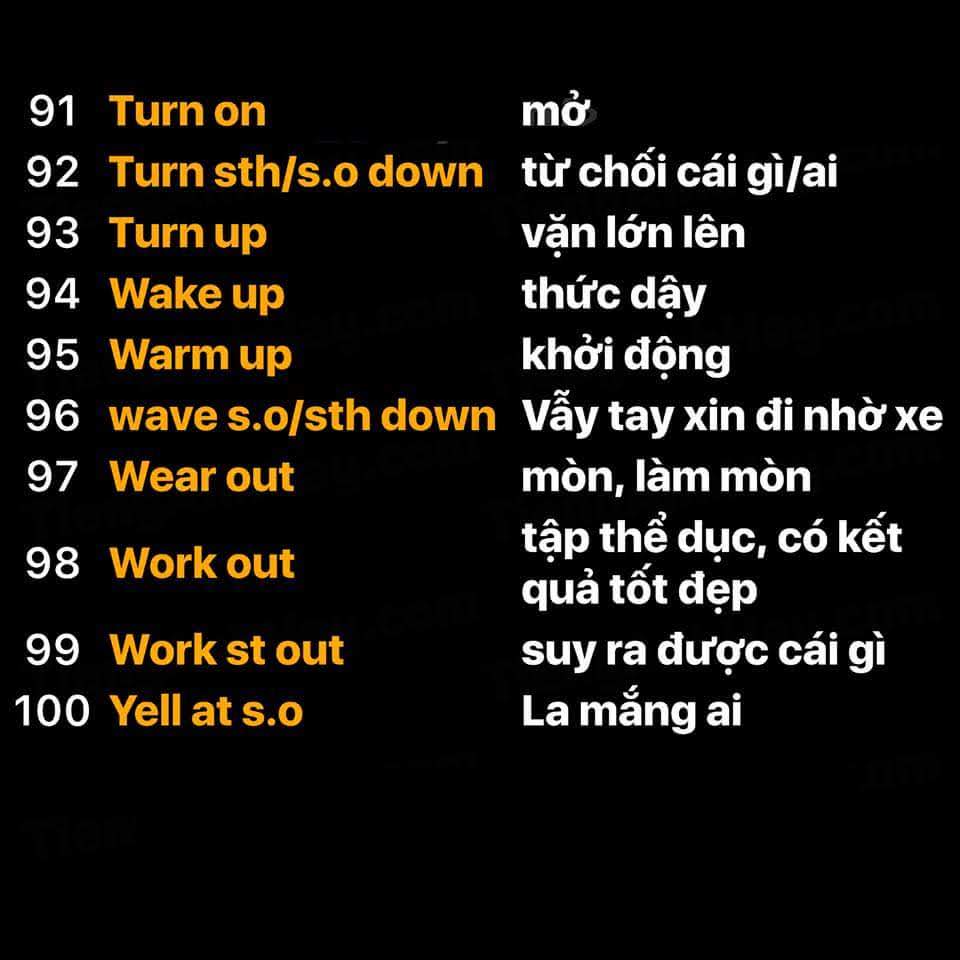 91 Turn on mở
92 Turn sth/s.o down từ chối cái gì/ai
93 Turn up vặn lớn lên
94 Wake up thức dậy
95 Warm up khởi động
96 wave s.o/sth down Vẫy tay xin đi nhờ xe
97 Wear out mòn, làm mòn
98 Work out tập thể dục, có kết
quả tốt đẹp
99 Work st out suy ra được cái gì
100 Yell at s.o La mắng ai